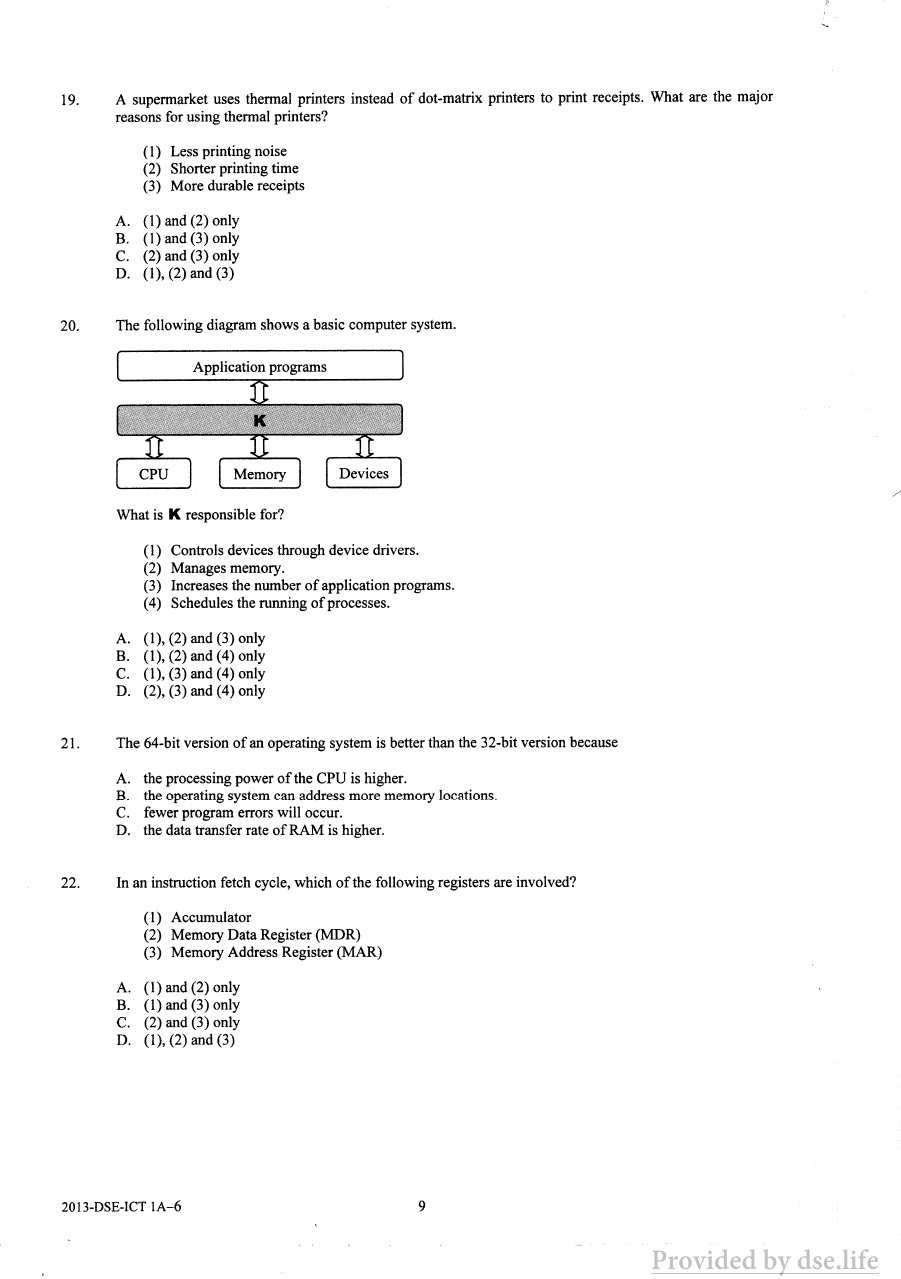 19. A supermarket uses thermal printers instead of dot-matrix printers to print receipts. What are the major
reasons for using thermal printers?
(1) Less printing noise
(2) Shorter printing time
(3) More durable receipts
A. (1) and (2) only
B. (1) and (3) only
C. (2) and (3) only
D. (1), (2) and (3)
20. The following diagram shows a basic computer system.
Application programs
K
CPU Memory Devices
What is K responsible for?
(1) Controls devices through device drivers.
(2) Manages memory.
(3) Increases the number of application programs.
(4) Schedules the running of processes.
A. (1), (2) and (3) only
B. (1), (2) and (4) only
C. (1), (3) and (4) only
D. (2), (3) and (4) only
21. The 64-bit version of an operating system is better than the 32-bit version because
A. the processing power of the CPU is higher.
B. the operating system can address more memory locations.
C. fewer program errors will occur.
D. the data transfer rate of RAM is higher.
22. In an instruction fetch cycle, which of the following registers are involved?
(1) Accumulator
(2) Memory Data Register (MDR)
(3) Memory Address Register (MAR)
A. (1) and (2) only
B. (1) and (3) only
C. (2) and (3) only
D. (1), (2) and (3)
2013-DSE-ICT 1A–6 9
Provided by dse.life